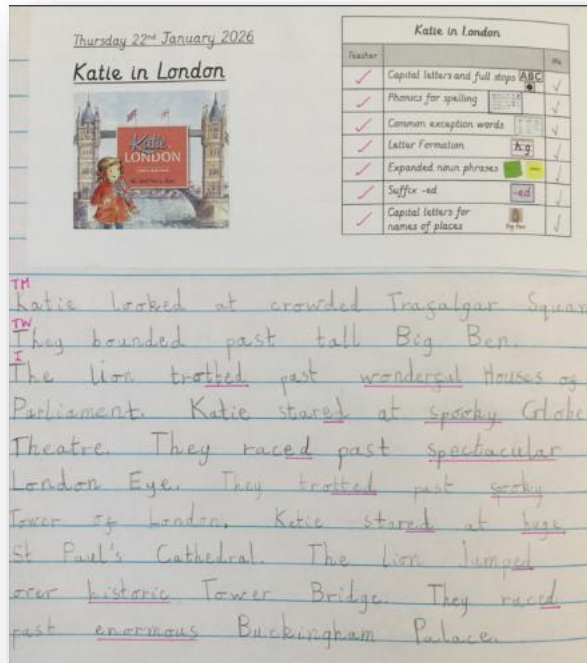 Thursday 22nd January 2026
Katie in London
Katie
LONDON
Katie in London
Teacher
Me
Capital letters and full stops ABC
Phonics for spelling
Common exception words
Letter Formation h,g
Expanded noun phrases
Suffix -ed -ed
Capital letters for
names of places
Big Ben
TM
Katie looked at crowded Trafalgar Square
TW
They bounded past tall Big Ben.
I
The lion trotted past wonderful Houses of
Parliament. Katie stared at spooky Globe
Theatre. They raced past spectacular
London Eye. They trotted past spooky
Tower of London. Katie stared at huge
St Paul's Cathedral. The lion Jumped
over historic Tower Bridge. They raced
past enormous Buckingham Palace.